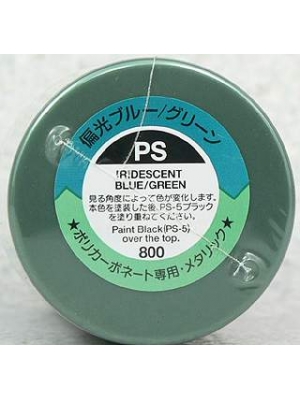 偏光ブルー/グリーン
PS
IRIDESCENT
BLUE/GREEN
見る角度によって色が変化します。
本色を塗装した後、PS-5ブラック
を塗り重ねてください。
Paint Black(PS-5)
over the top.
800
★ポリカーボネート専用・メタリック★